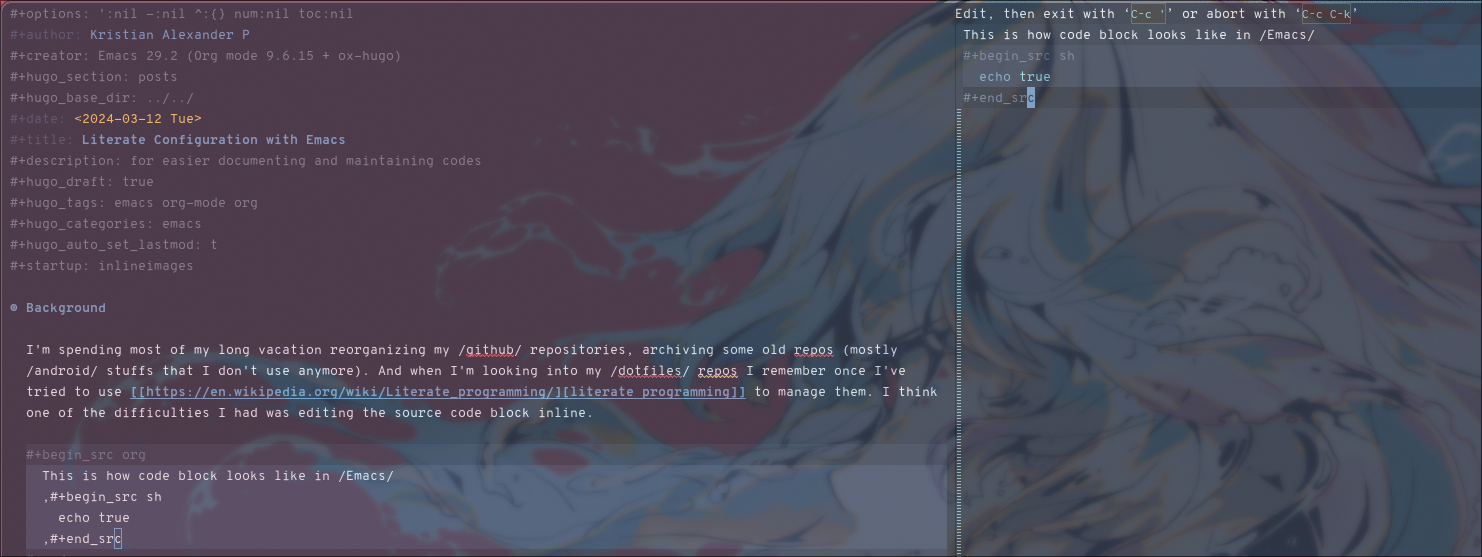 #+options: ':nil -:nil ^:{} num:nil toc:nil
#+author: Kristian Alexander P
#+creator: Emacs 29.2 (Org mode 9.6.15 + ox-hugo)
#+hugo_section: posts
#+hugo_base_dir: ../../
#+date: <2024-03-12 Tue>
#+title: Literate Configuration with Emacs
#+description: for easier documenting and maintaining codes
#+hugo_draft: true
#+hugo_tags: emacs org-mode org
#+hugo_categories: emacs
#+hugo_auto_set_lastmod: t
#+startup: inlineimages
Background
I'm spending most of my long vacation reorganizing my /github/ repositories, archiving some old repos (mostly
/android/ stuffs that I don't use anymore). And when I'm looking into my /dotfiles/ repos I remember once I've
tried to use [[https://en.wikipedia.org/wiki/Literate_programming/][literate programming]] to manage them. I think
one of the difficulties I had was editing the source code block inline.
#+begin_src org
This is how code block looks like in /Emacs/
,#+begin_src sh
echo true
,#+end_src
Edit, then exit with ‘C-c '’ or abort with ‘C-c C-k’
This is how code block looks like in /Emacs/
#+begin_src sh
echo true
#+end_src